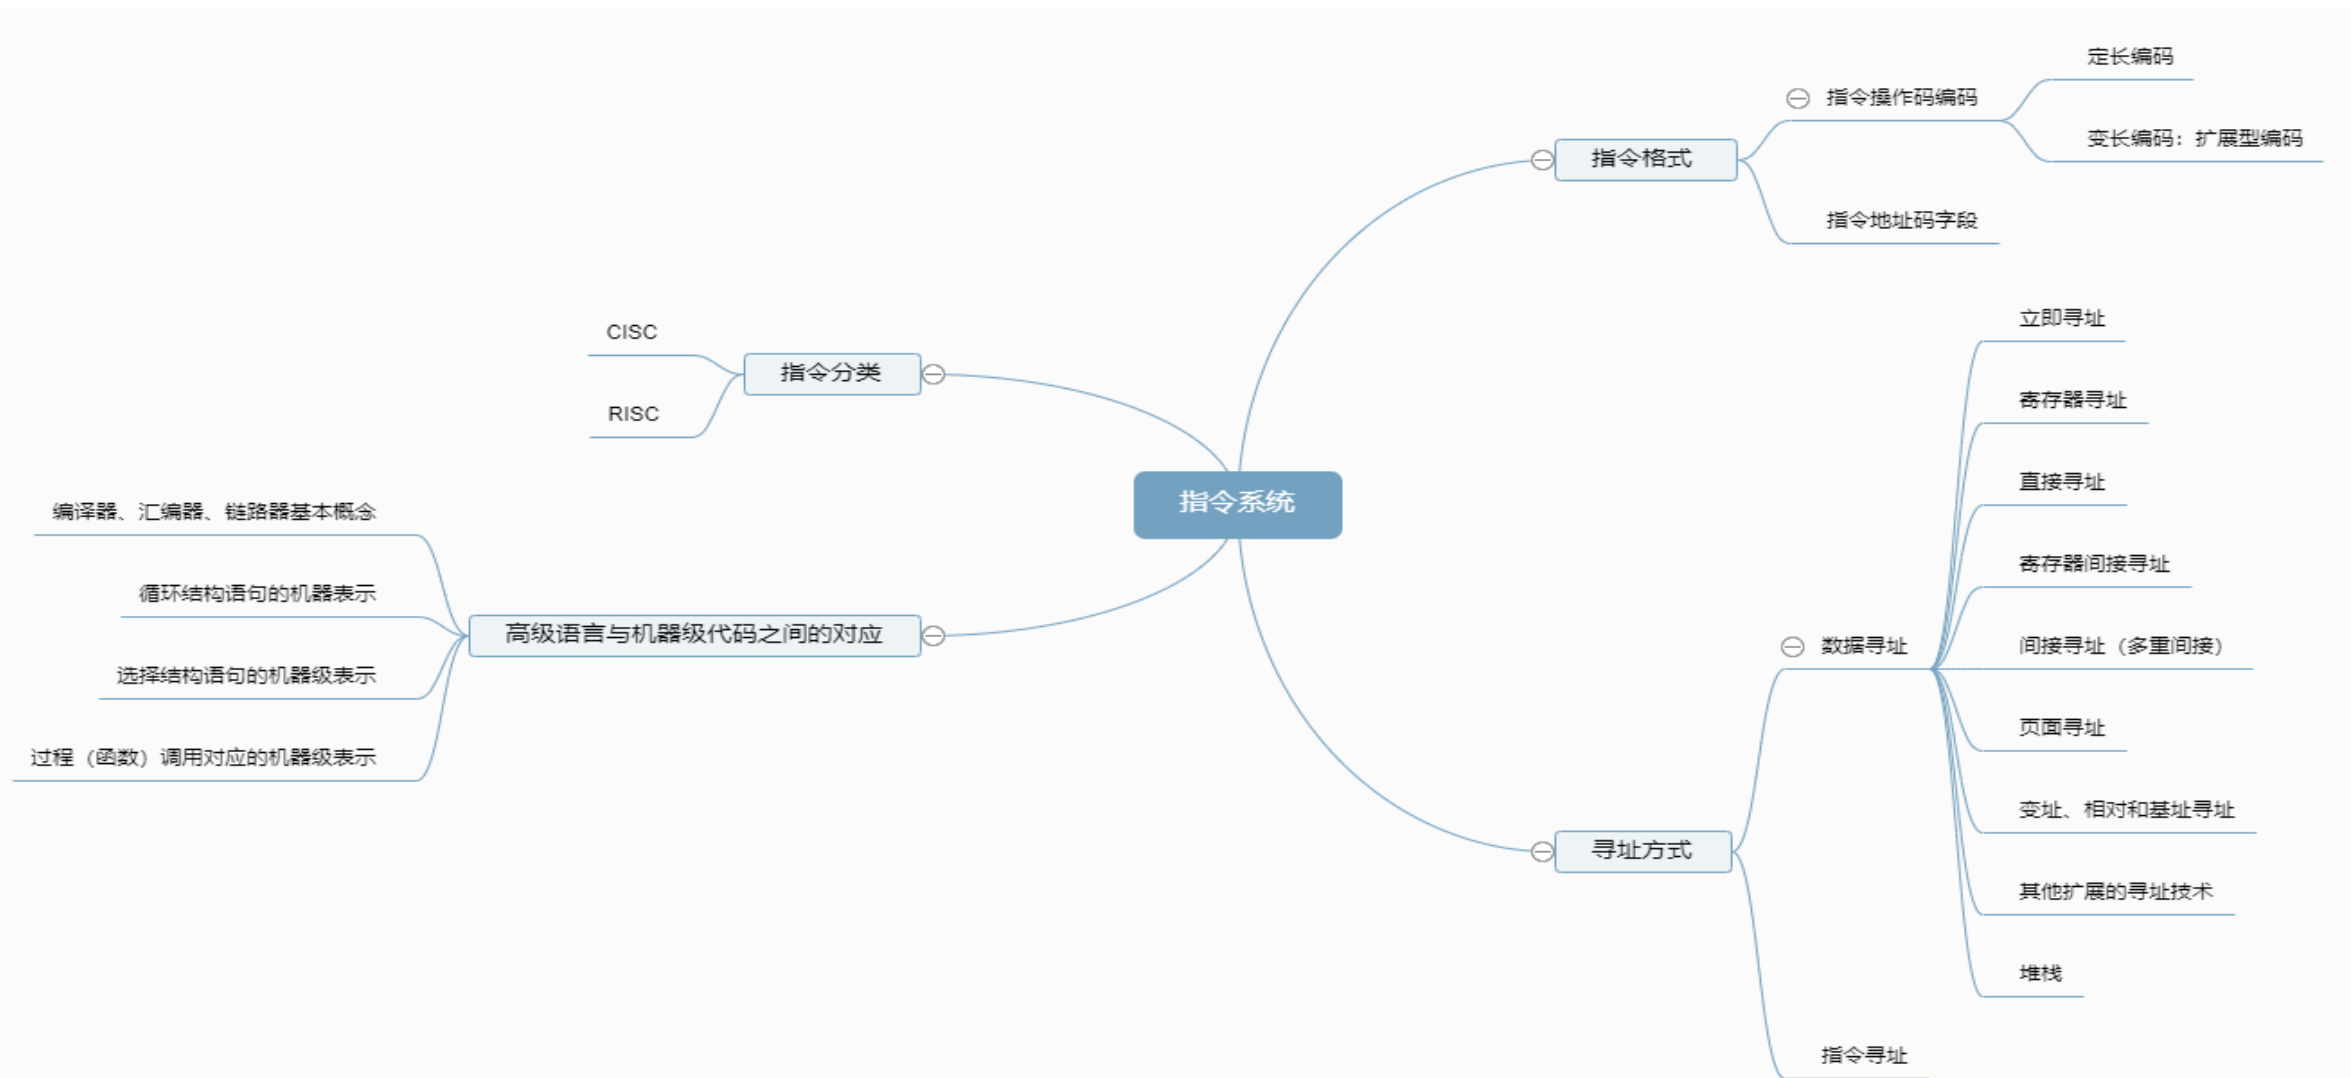 指令系统
指令格式
指令操作码编码
定长编码
变长编码：扩展型编码
指令地址码字段
寻址方式
数据寻址
立即寻址
寄存器寻址
直接寻址
寄存器间接寻址
间接寻址（多重间接）
页面寻址
变址、相对和基址寻址
其他扩展的寻址技术
堆栈
指令寻址
指令分类
CISC
RISC
高级语言与机器级代码之间的对应
编译器、汇编器、链路器基本概念
循环结构语句的机器表示
选择结构语句的机器级表示
过程（函数）调用对应的机器级表示